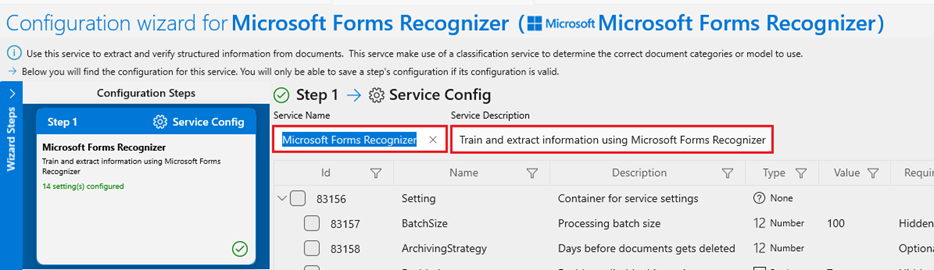 Configuration wizard for Microsoft Forms Recognizer ( Microsoft Microsoft Forms Recognizer)
Use this service to extract and verify structured information from documents. This service make use of a classification service to determine the correct document categories or model to use.
Below you will find the configuration for this service. You will only be able to save a step's configuration if its configuration is valid.
Wizard Steps
Configuration Steps
Step 1 Service Config
Microsoft Forms Recognizer
Train and extract information using Microsoft Forms
Recognizer
14 setting(s) configured
Step 1 → Service Config
Service Name Service Description
Microsoft Forms Recognizer × Train and extract information using Microsoft Forms Recognizer
Id Name Description Type Value Requir
83156 Setting Container for service settings None
83157 BatchSize Processing batch size 12 Number 100 Hidden
83158 ArchivingStrategy Days before documents gets deleted 12 Number Optiona